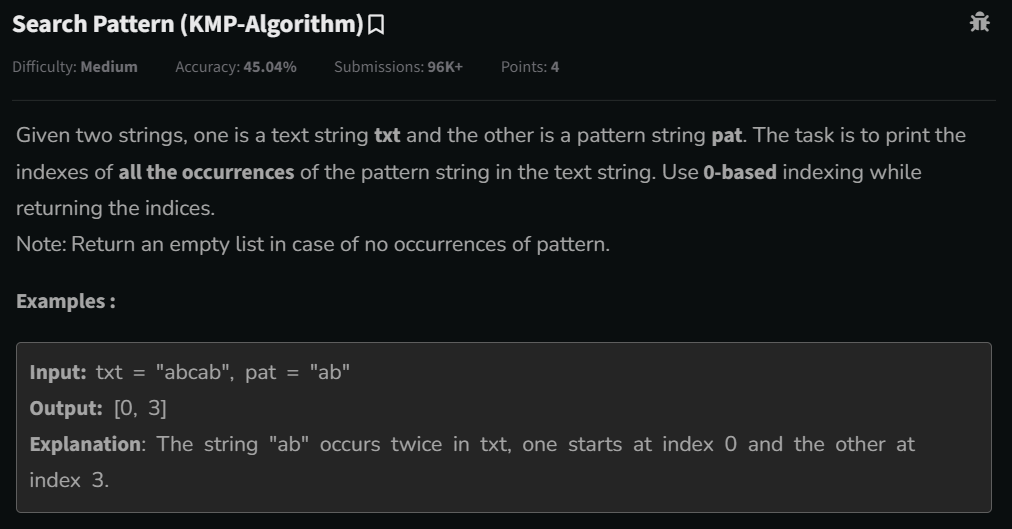 Search Pattern (KMP-Algorithm)
Difficulty: Medium Accuracy: 45.04% Submissions: 96K+ Points: 4
Given two strings, one is a text string txt and the other is a pattern string pat. The task is to print the
indexes of all the occurrences of the pattern string in the text string. Use 0-based indexing while
returning the indices.
Note: Return an empty list in case of no occurrences of pattern.
Examples :
Input: txt = "abcab", pat = "ab"
Output: [0, 3]
Explanation: The string "ab" occurs twice in txt, one starts at index 0 and the other at
index 3.